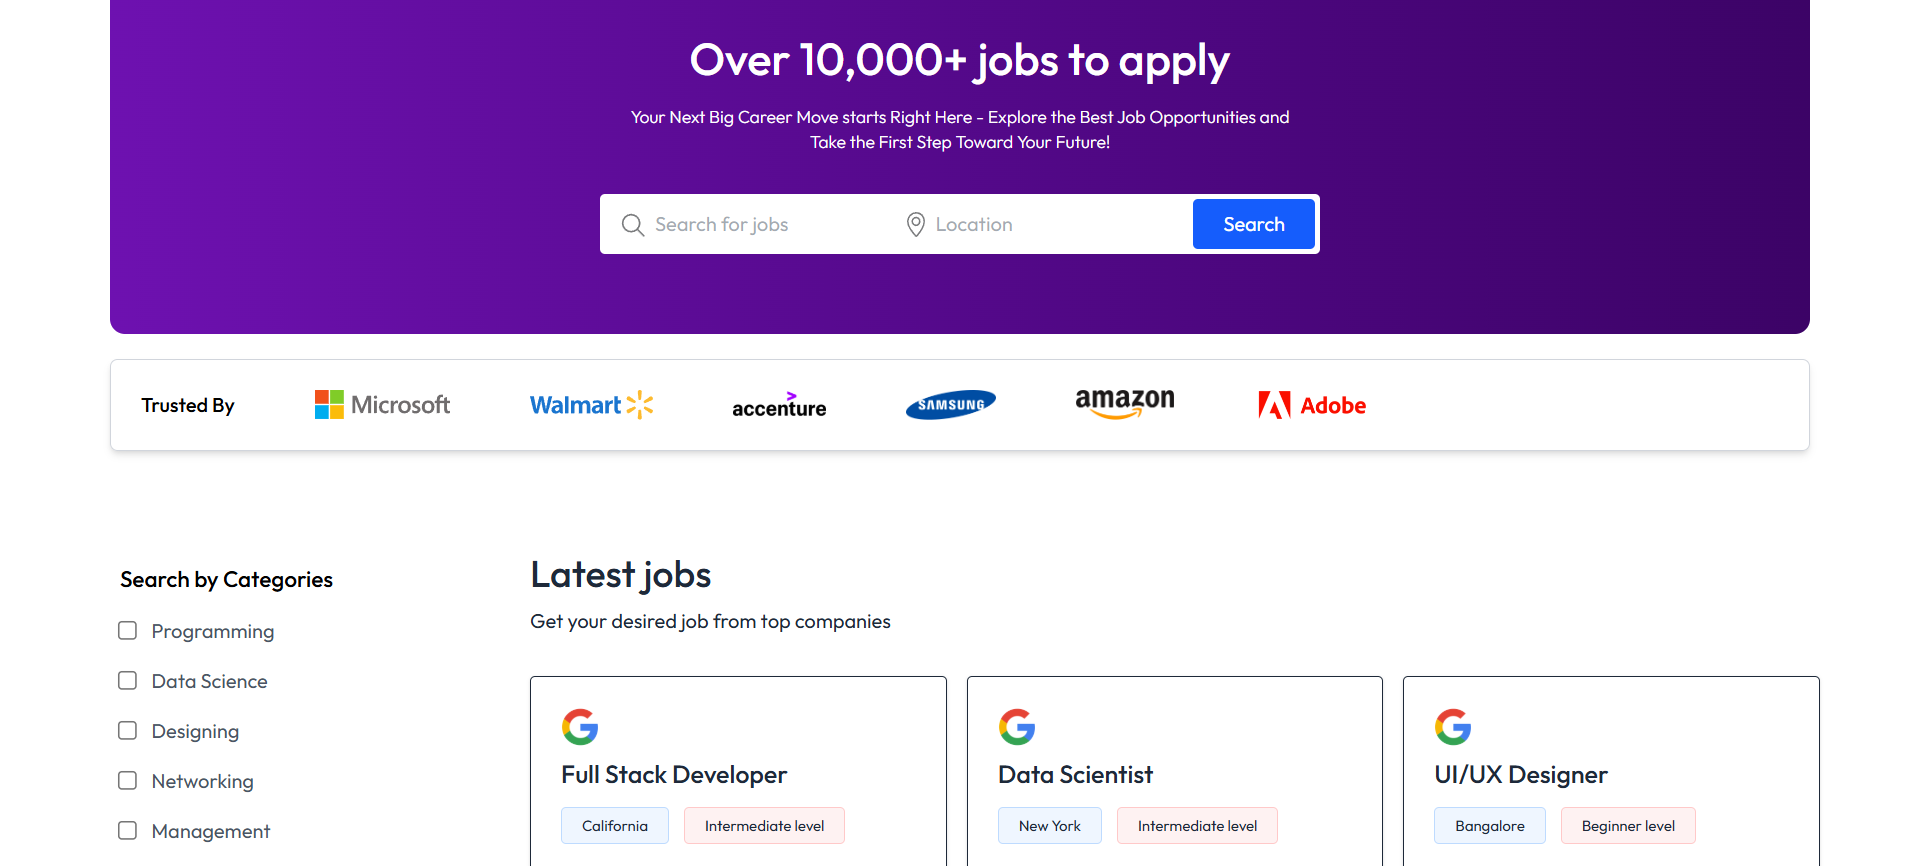 Over 10,000+ jobs to apply
Your Next Big Career Move starts Right Here - Explore the Best Job Opportunities and
Take the First Step Toward Your Future!
Search for jobs
Location
Search
Trusted By
Microsoft
Walmart
accenture
SAMSUNG
amazon
Adobe
Search by Categories
Programming
Data Science
Designing
Networking
Management
Latest jobs
Get your desired job from top companies
Full Stack Developer
California
Intermediate level
Data Scientist
New York
Intermediate level
UI/UX Designer
Bangalore
Beginner level